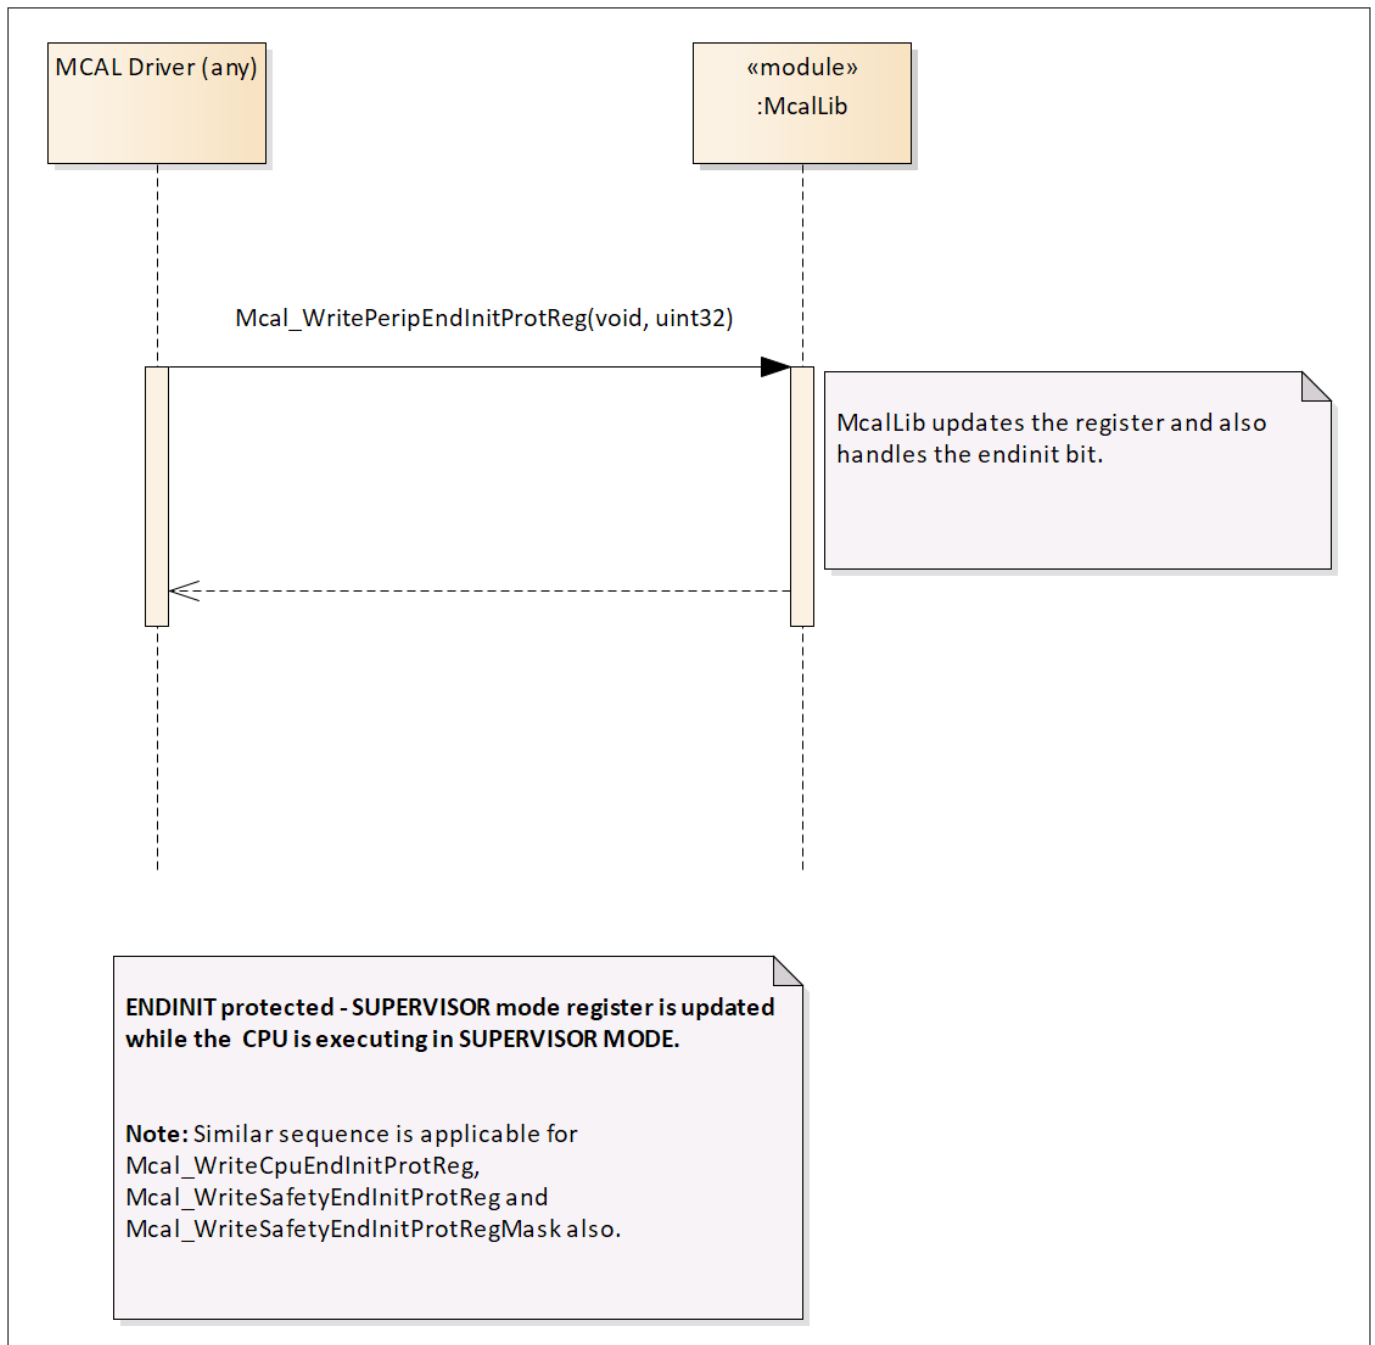 MCAL Driver (any)
«module»
:McalLib
Mcal_WritePeripEndInitProtReg(void, uint32)
McalLib updates the register and also
handles the endinit bit.
ENDINIT protected - SUPERVISOR mode register is updated
while the CPU is executing in SUPERVISOR MODE.
Note: Similar sequence is applicable for
Mcal_WriteCpuEndInitProtReg,
Mcal_WriteSafetyEndInitProtReg and
Mcal_WriteSafetyEndInitProtRegMask also.